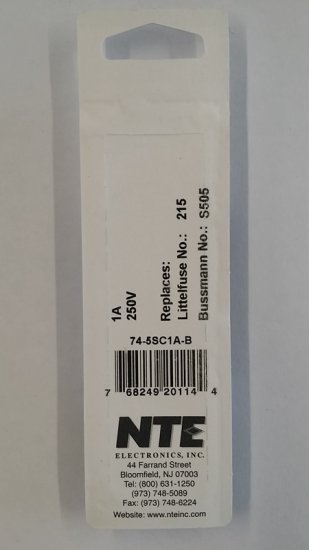 1A
250V
Replaces:
Littelfuse No.: 215
Bussmann No.: S505
74-5SC1A-B
7 68249 20114 4
NTE
ELECTRONICS, INC.
44 Farrand Street
Bloomfield, NJ 07003
Tel: (800) 631-1250
(973) 748-5089
Fax: (973) 748-6224
Website: www.nteinc.com